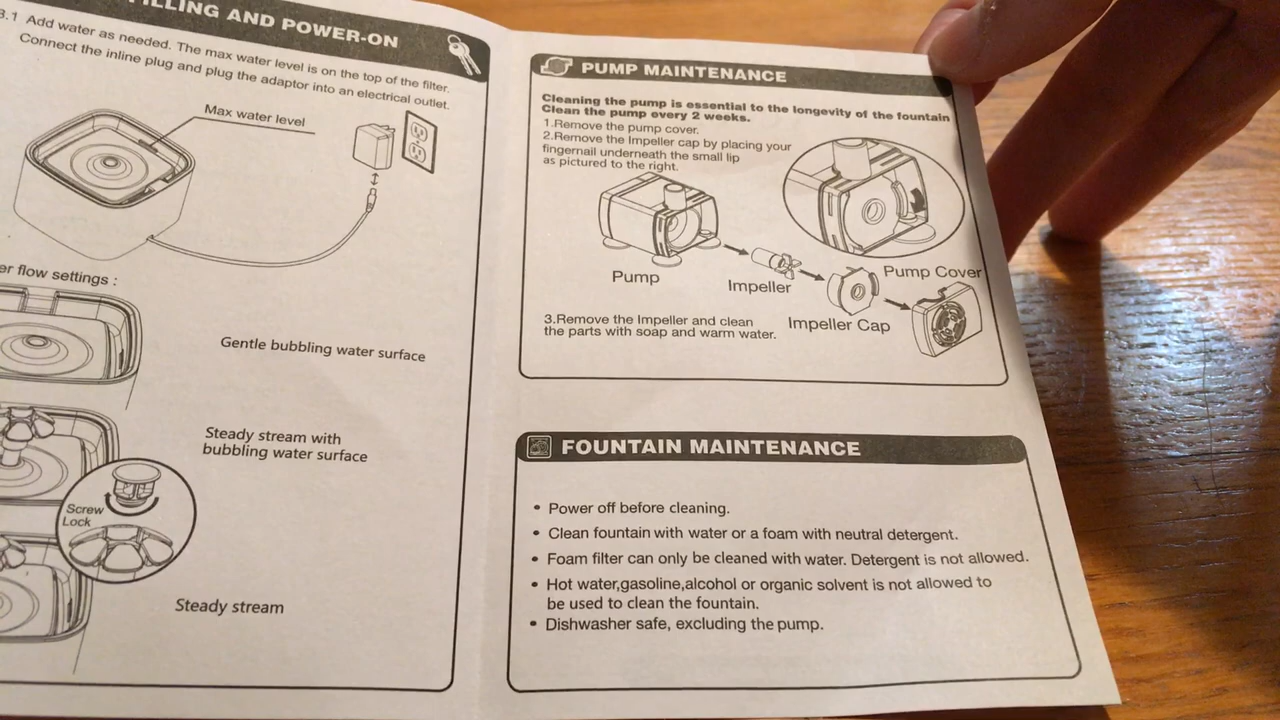 FILLING AND POWER-ON
3.1 Add water as needed. The max water level is on the top of the filter.
Connect the inline plug and plug the adaptor into an electrical outlet.
Max water level
flow settings :
Gentle bubbling water surface
Steady stream with
bubbling water surface
Screw
Lock
Steady stream
PUMP MAINTENANCE
Cleaning the pump is essential to the longevity of the fountain
Clean the pump every 2 weeks.
1.Remove the pump cover.
2.Remove the Impeller cap by placing your
fingernail underneath the small lip
as pictured to the right.
Pump
Impeller
Impeller Cap
Pump Cover
3.Remove the Impeller and clean
the parts with soap and warm water.
FOUNTAIN MAINTENANCE
• Power off before cleaning.
• Clean fountain with water or a foam with neutral detergent.
• Foam filter can only be cleaned with water. Detergent is not allowed.
• Hot water,gasoline,alcohol or organic solvent is not allowed to
be used to clean the fountain.
• Dishwasher safe, excluding the pump.